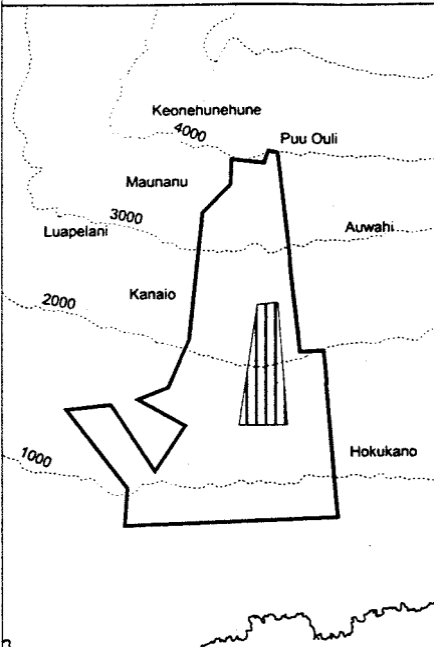 Keonehunehune
4000
Puu Ouli
Maunanu
3000
Luapelani
Auwahi
Kanaio
2000
1000
Hokukano